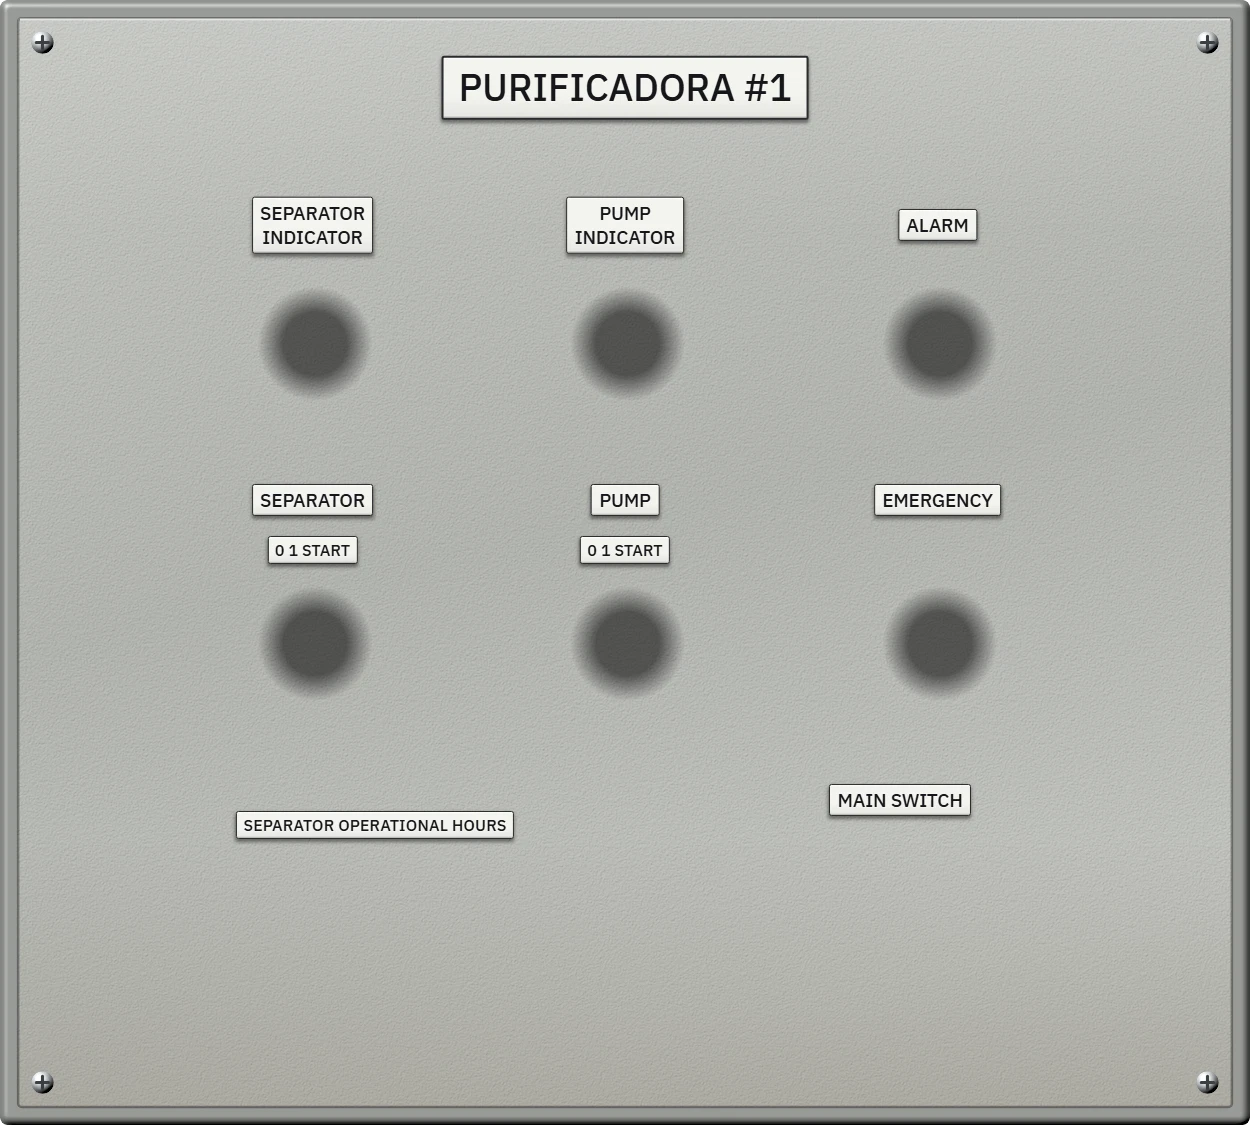 PURIFICADORA #1
SEPARATOR
INDICATOR
PUMP
INDICATOR
ALARM
SEPARATOR
PUMP
EMERGENCY
0 1 START
0 1 START
MAIN SWITCH
SEPARATOR OPERATIONAL HOURS